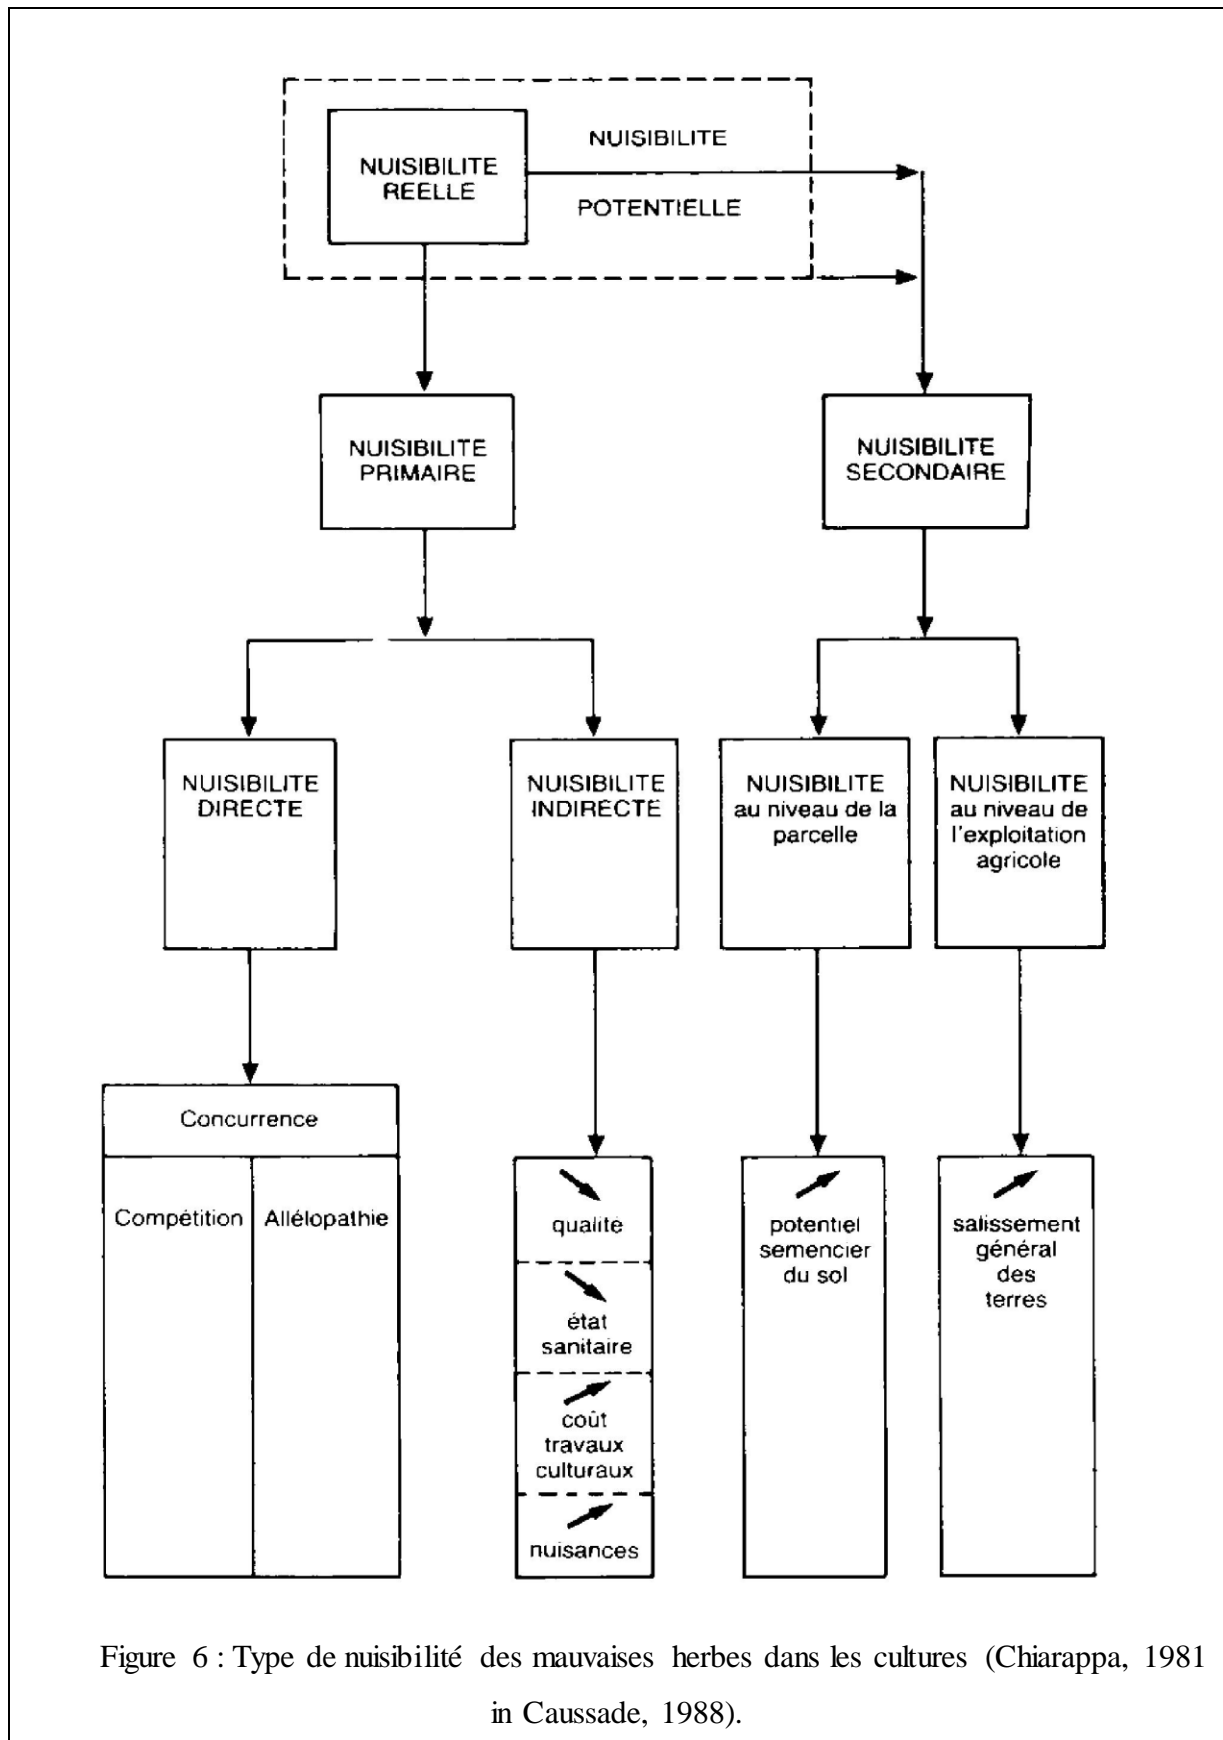 NUISIBILITE
REELLE
NUISIBILITE
POTENTIELLE
NUISIBILITE
PRIMAIRE
NUISIBILITE
SECONDAIRE
NUISIBILITE
DIRECTE
NUISIBILITE
INDIRECTE
NUISIBILITE
au niveau de la
parcelle
NUISIBILITE
au niveau de
l'exploitation
agricole
Concurrence
Compétition
Allélopathie
qualité
état
sanitaire
coût
travaux
culturaux
nuisances
potentiel
semencier
du sol
salissement
général
des
terres
Figure 6 : Type de nuisibilité des mauvaises herbes dans les cultures (Chiarappa, 1981
in Caussade, 1988).